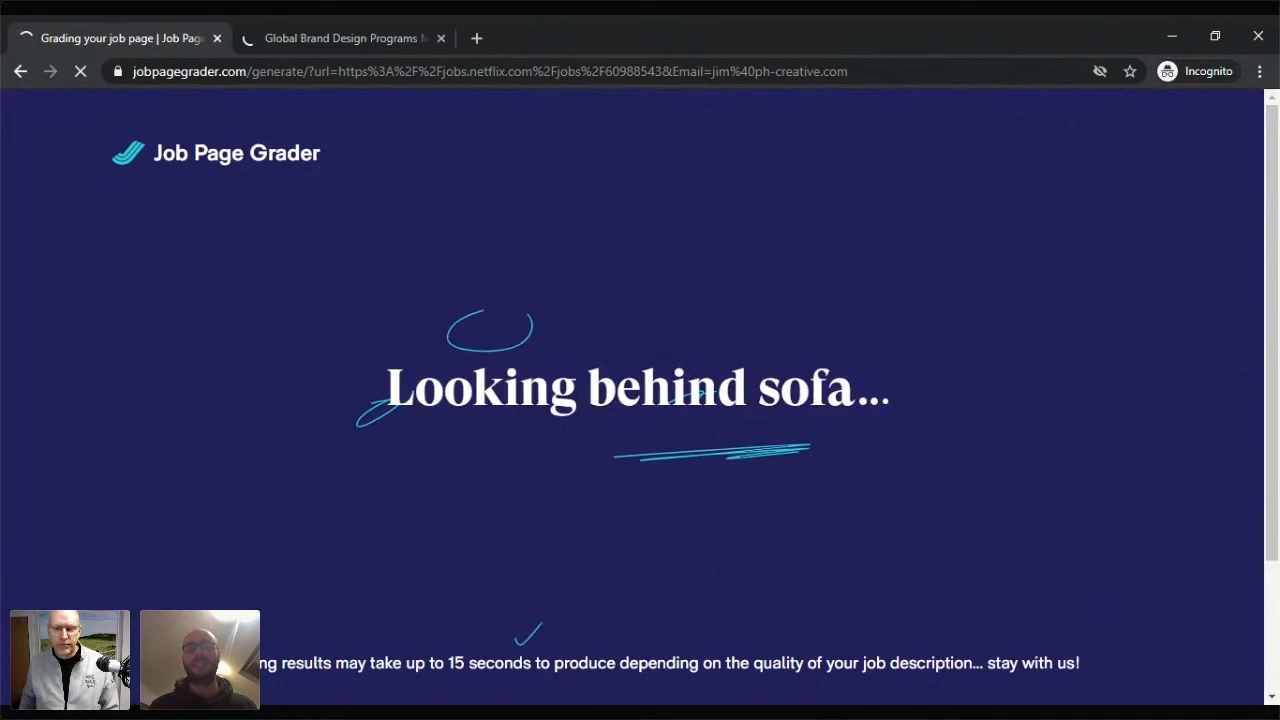 Grading your job page | Job Page
Global Brand Design Programs M
jobpagegrader.com/generate/?url=https%3A%2F%2Fjobs.netflix.com%2Fjobs%2F60988543&Email=jim%40ph-creative.com
Incognito
Job Page Grader
Looking behind sofa...
ng results may take up to 15 seconds to produce depending on the quality of your job description... stay with us!